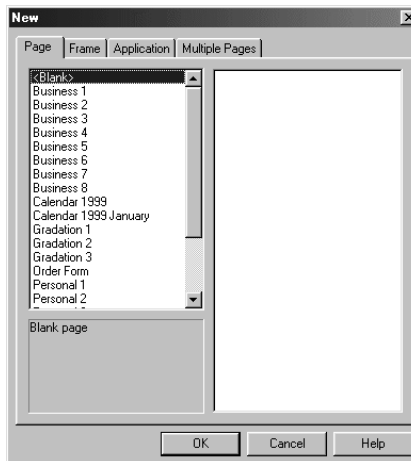 New
Page Frame Application Multiple Pages
<Blank>
Business 1
Business 2
Business 3
Business 4
Business 5
Business 6
Business 7
Business 8
Calendar 1999
Calendar 1999 January
Gradation 1
Gradation 2
Gradation 3
Order Form
Personal 1
Personal 2
Blank page
OK Cancel Help